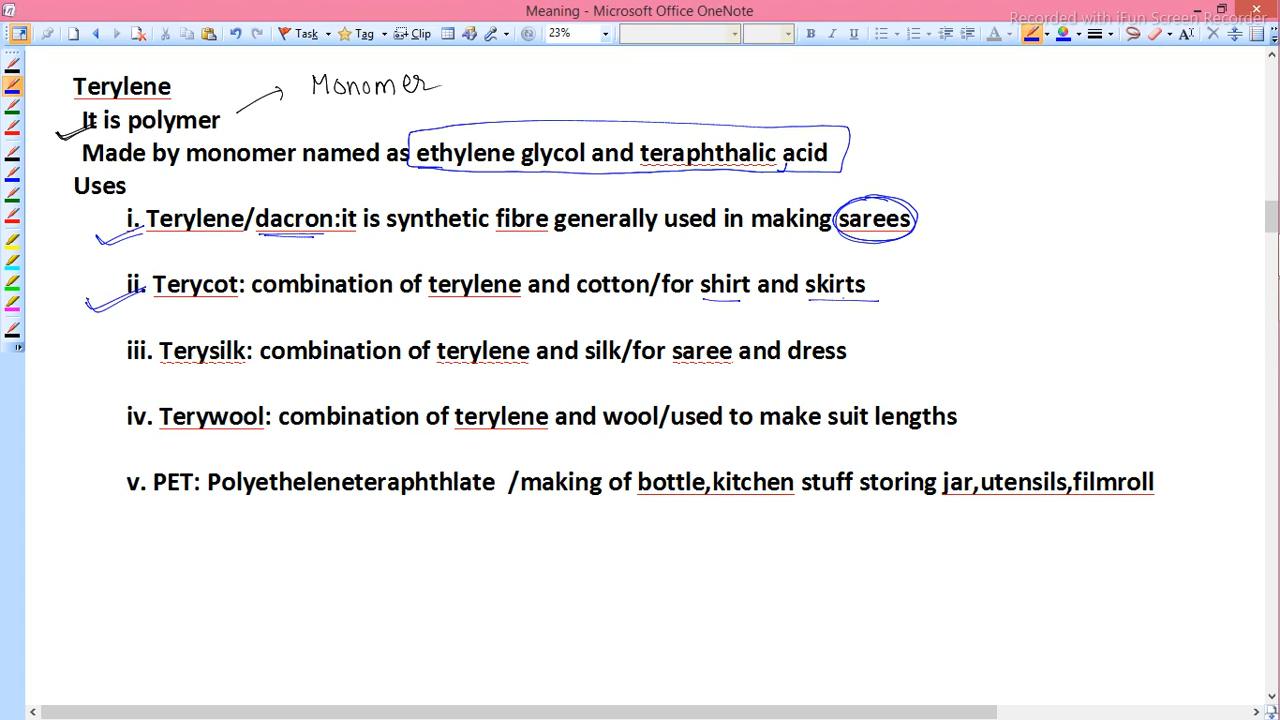 Meaning - Microsoft Office OneNote
Recorded with iFun Screen Recorder
Task Tag Clip 23% B I U
Terylene Monomer
It is polymer
Made by monomer named as ethylene glycol and teraphthalic acid
Uses
i. Terylene/dacron:it is synthetic fibre generally used in making sarees
ii. Terycot: combination of terylene and cotton/for shirt and skirts
iii. Terysilk: combination of terylene and silk/for saree and dress
iv. Terywool: combination of terylene and wool/used to make suit lengths
v. PET: Polyetheleneteraphthlate /making of bottle,kitchen stuff storing jar,utensils,filmroll